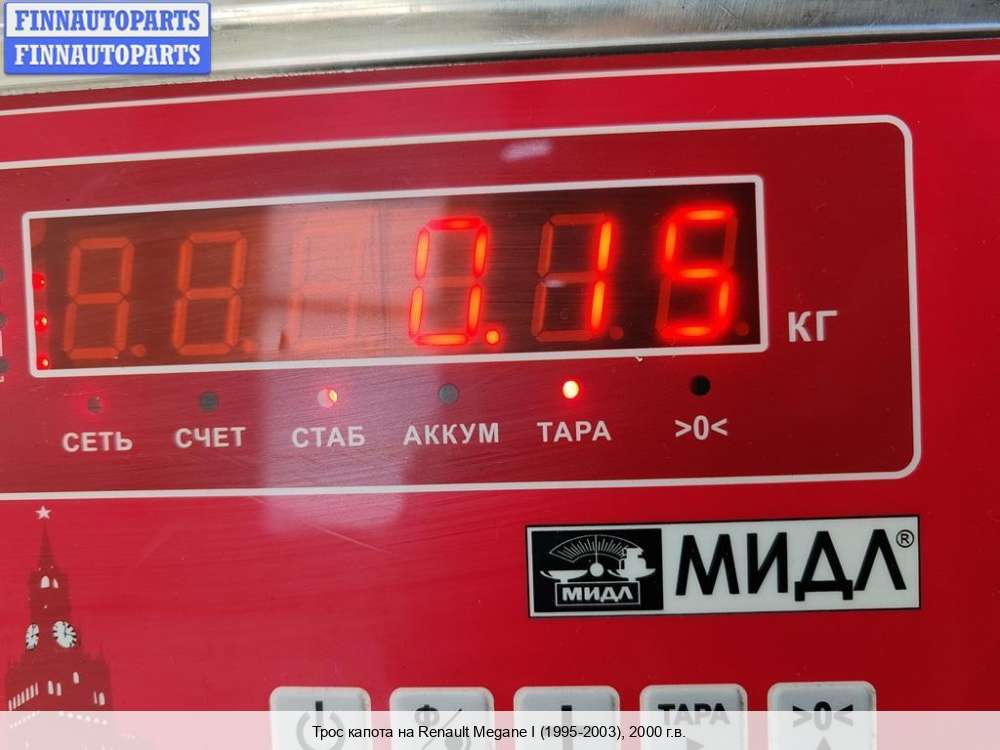 FINNAUTOPARTS
FINNAUTOPARTS
0.15
КГ
СЕТЬ СЧЕТ СТАБ АККУМ ТАРА >0<
МИДЛ МИДЛ®
ТАРА >0<
Трос капота на Renault Megane I (1995-2003), 2000 г.в.